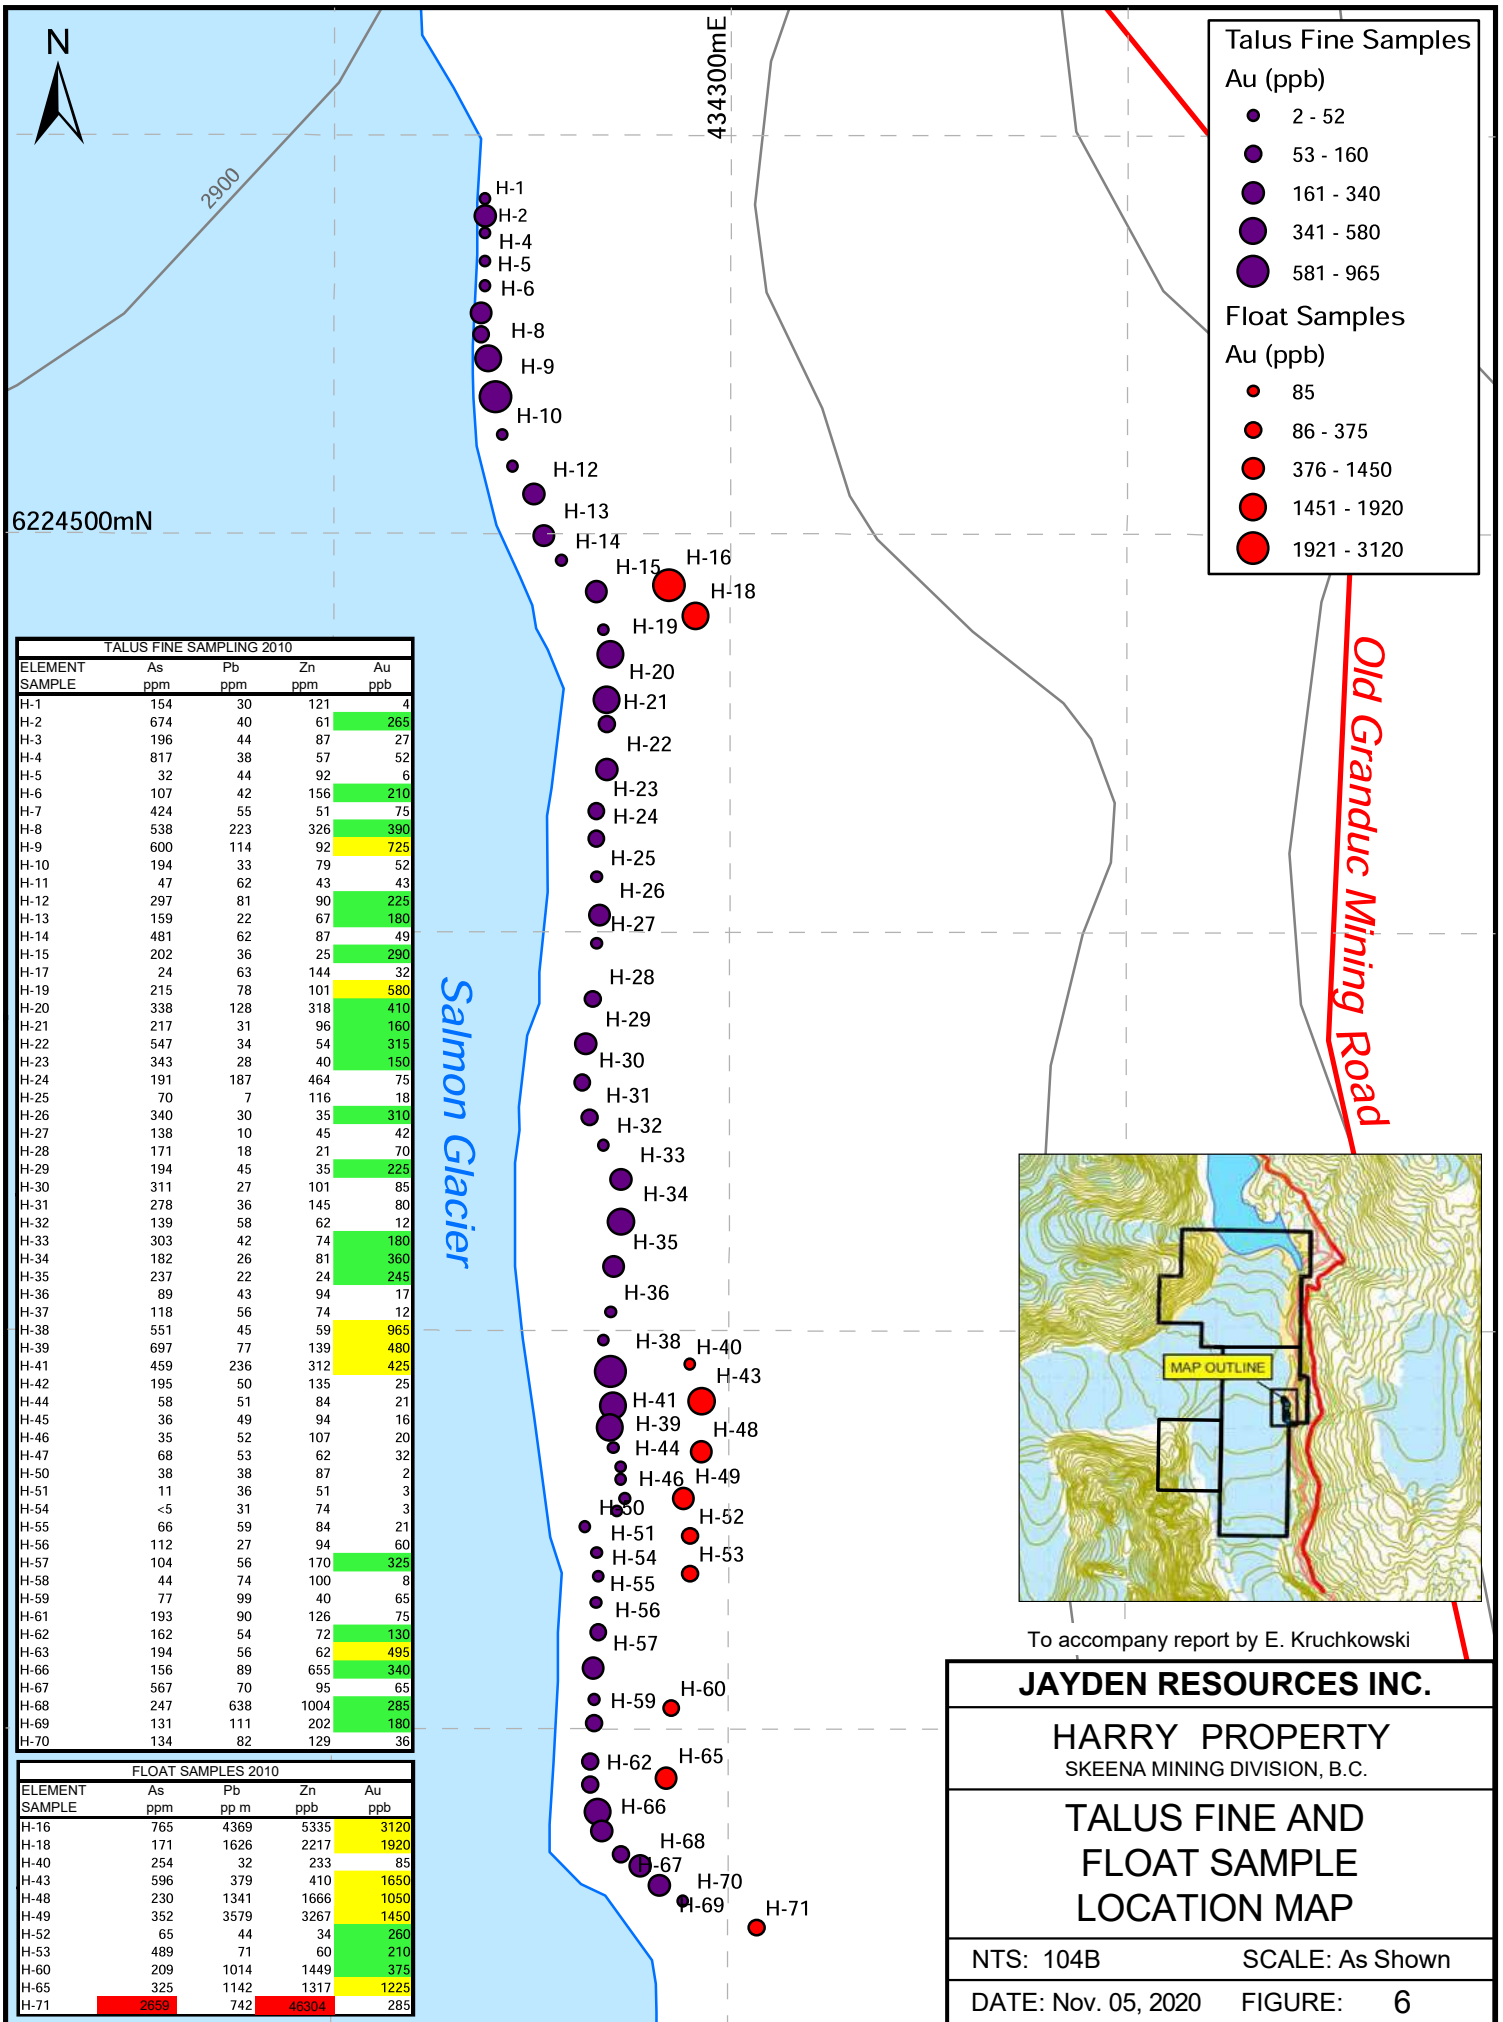 N
434300mE
2900
6224500mN
Talus Fine Samples
Au (ppb)
2 - 52
53 - 160
161 - 340
341 - 580
581 - 965
Float Samples
Au (ppb)
85
86 - 375
376 - 1450
1451 - 1920
1921 - 3120
H-1
H-2
H-4
H-5
H-6
H-8
H-9
H-10
H-12
H-13
H-14
H-15
H-16
H-18
H-19
H-20
H-21
H-22
H-23
H-24
H-25
H-26
H-27
H-28
H-29
H-30
H-31
H-32
H-33
H-34
H-35
H-36
H-38
H-40
H-43
H-41
H-39
H-48
H-44
H-46
H-49
H-50
H-52
H-51
H-53
H-54
H-55
H-56
H-57
H-59
H-60
H-62
H-65
H-66
H-68
H-67
H-70
H-69
H-71
Salmon Glacier
Old Granduc Mining Road
TALUS FINE SAMPLING 2010
ELEMENT As Pb Zn Au
SAMPLE ppm ppm ppm ppb
H-1 154 30 121 4
H-2 674 40 61 265
H-3 196 44 87 27
H-4 817 38 57 52
H-5 32 44 92 6
H-6 107 42 156 210
H-7 424 55 51 75
H-8 538 223 326 390
H-9 600 114 92 725
H-10 194 33 79 52
H-11 47 62 43 43
H-12 297 81 90 225
H-13 159 22 67 180
H-14 481 62 87 49
H-15 202 36 25 290
H-17 24 63 144 32
H-19 215 78 101 580
H-20 338 128 318 410
H-21 217 31 96 160
H-22 547 34 54 315
H-23 343 28 40 150
H-24 191 187 464 75
H-25 70 7 116 18
H-26 340 30 35 310
H-27 138 10 45 42
H-28 171 18 21 70
H-29 194 45 35 225
H-30 311 27 101 85
H-31 278 36 145 80
H-32 139 58 62 12
H-33 303 42 74 180
H-34 182 26 81 360
H-35 237 22 24 245
H-36 89 43 94 17
H-37 118 56 74 12
H-38 551 45 59 965
H-39 697 77 139 480
H-41 459 236 312 425
H-42 195 50 135 25
H-44 58 51 84 21
H-45 36 49 94 16
H-46 35 52 107 20
H-47 68 53 62 32
H-50 38 38 87 2
H-51 11 36 51 3
H-54 <5 31 74 3
H-55 66 59 84 21
H-56 112 27 94 60
H-57 104 56 170 325
H-58 44 74 100 8
H-59 77 99 40 65
H-61 193 90 126 75
H-62 162 54 72 130
H-63 194 56 62 495
H-66 156 89 655 340
H-67 567 70 95 65
H-68 247 638 1004 285
H-69 131 111 202 180
H-70 134 82 129 36
FLOAT SAMPLES 2010
ELEMENT As Pb Zn Au
SAMPLE ppm pp m ppb ppb
H-16 765 4369 5335 3120
H-18 171 1626 2217 1920
H-40 254 32 233 85
H-43 596 379 410 1650
H-48 230 1341 1666 1050
H-49 352 3579 3267 1450
H-52 65 44 34 260
H-53 489 71 60 210
H-60 209 1014 1449 375
H-65 325 1142 1317 1225
H-71 2659 742 46304 285
MAP OUTLINE
To accompany report by E. Kruchkowski
JAYDEN RESOURCES INC.
HARRY PROPERTY
SKEENA MINING DIVISION, B.C.
TALUS FINE AND
FLOAT SAMPLE
LOCATION MAP
NTS: 104B SCALE: As Shown
DATE: Nov. 05, 2020 FIGURE: 6